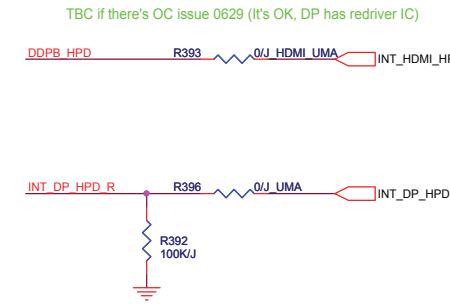 TBC if there's OC issue 0629 (It's OK, DP has redriver IC)
DDPB_HPD R393 0/J_HDMI_UMA INT_HDMI_HP
INT_DP_HPD_R R396 0/J_UMA INT_DP_HPD
R392
100K/J